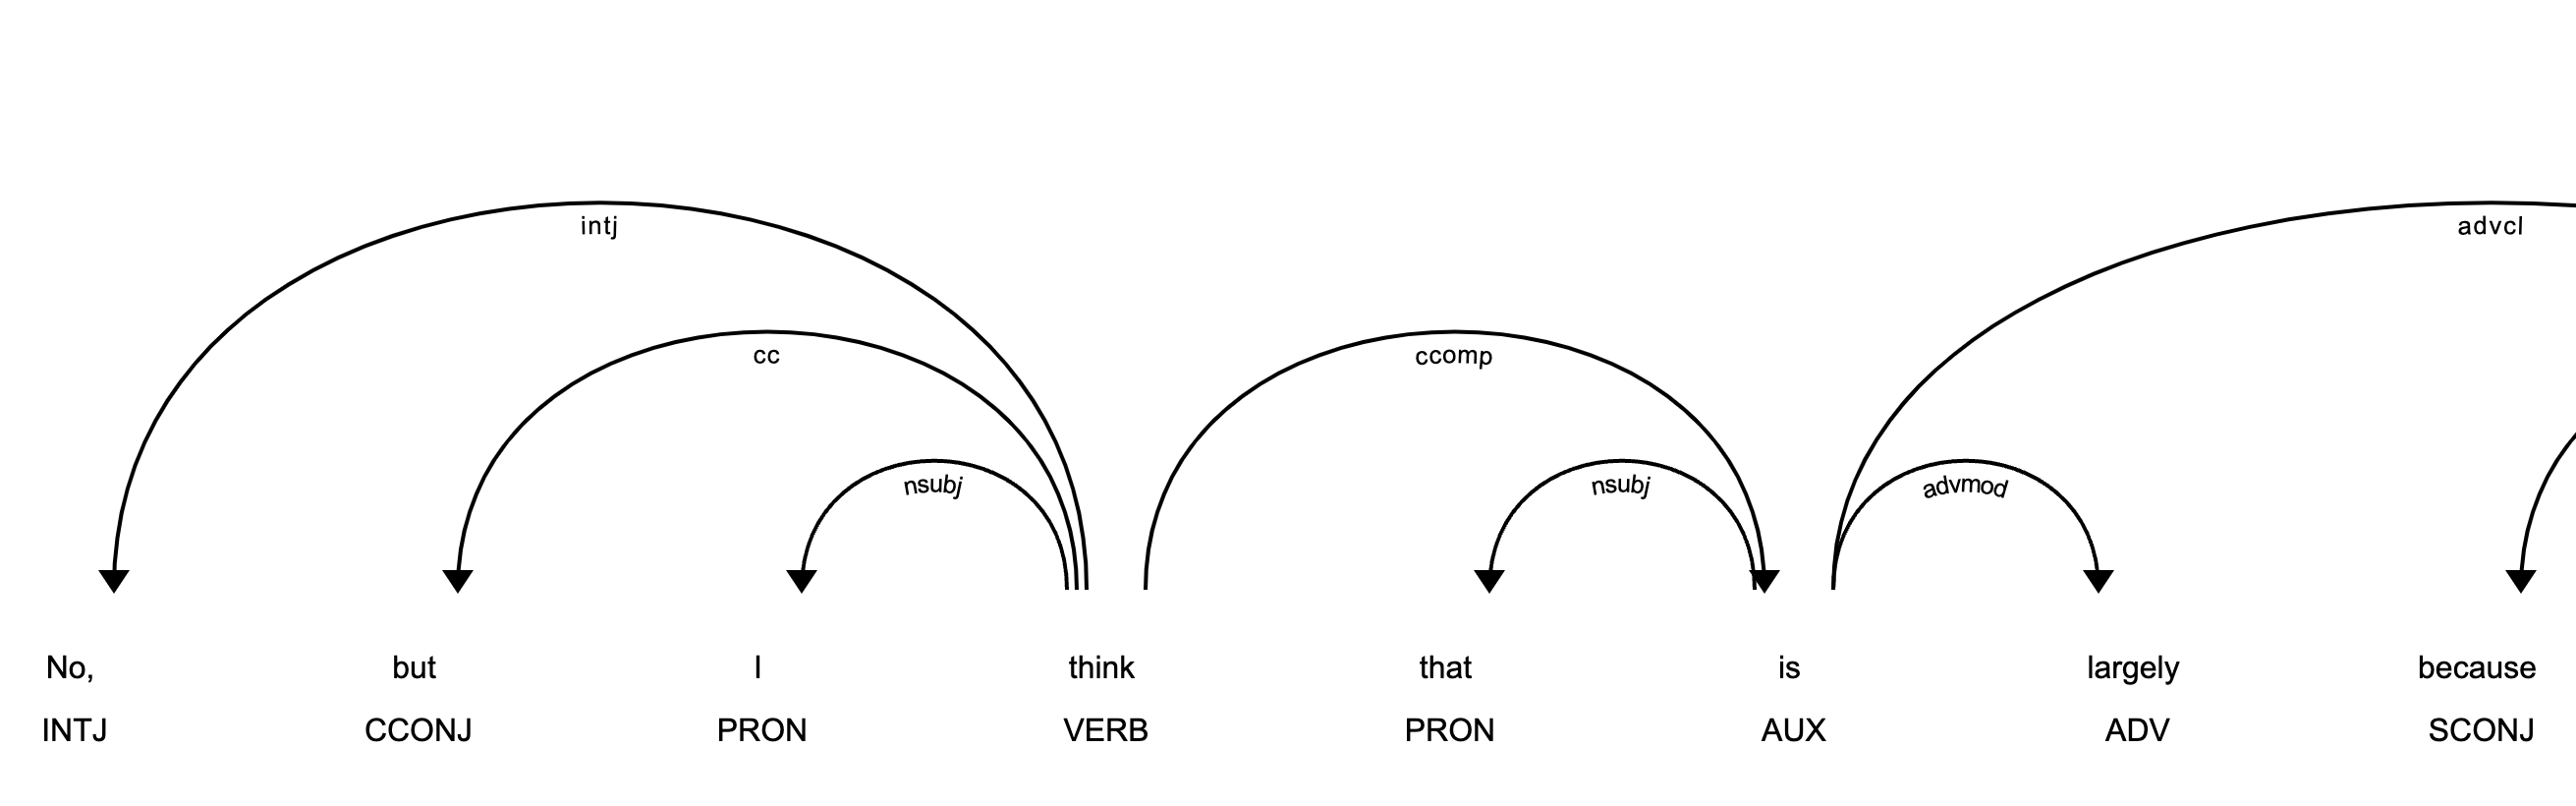 intj
advcl
cc
ccomp
nsubj
nsubj
advmod
No, but I think that is largely because
INTJ CCONJ PRON VERB PRON AUX ADV SCONJ